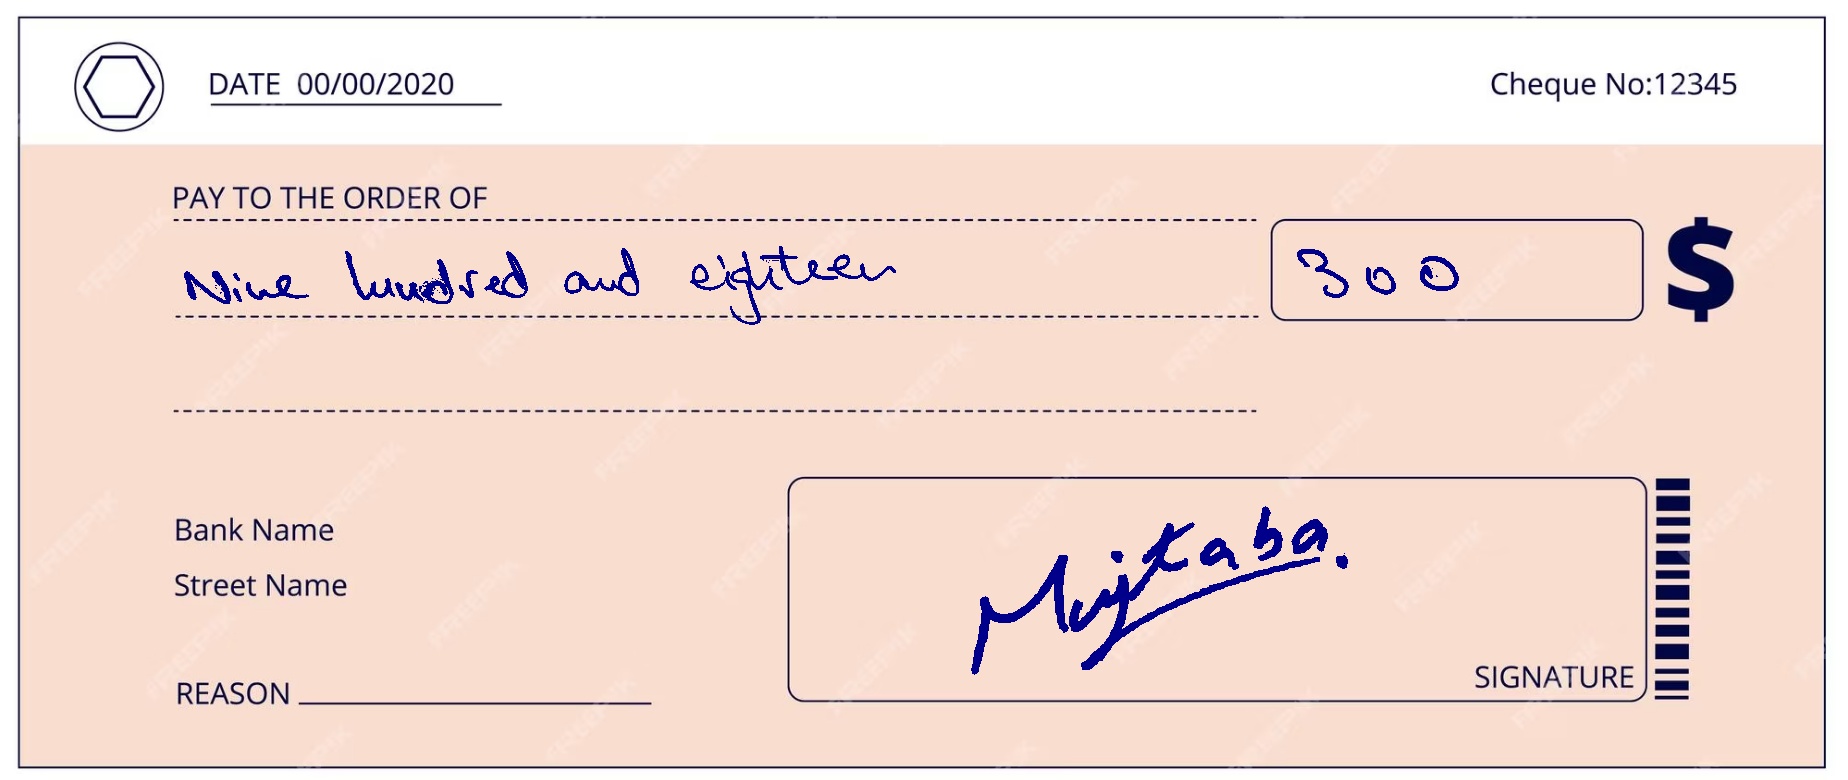 DATE 00/00/2020 Cheque No:12345
PAY TO THE ORDER OF
Nine hundred and eighteen 300 $
Bank Name
Street Name
Mujtaba.
SIGNATURE
REASON